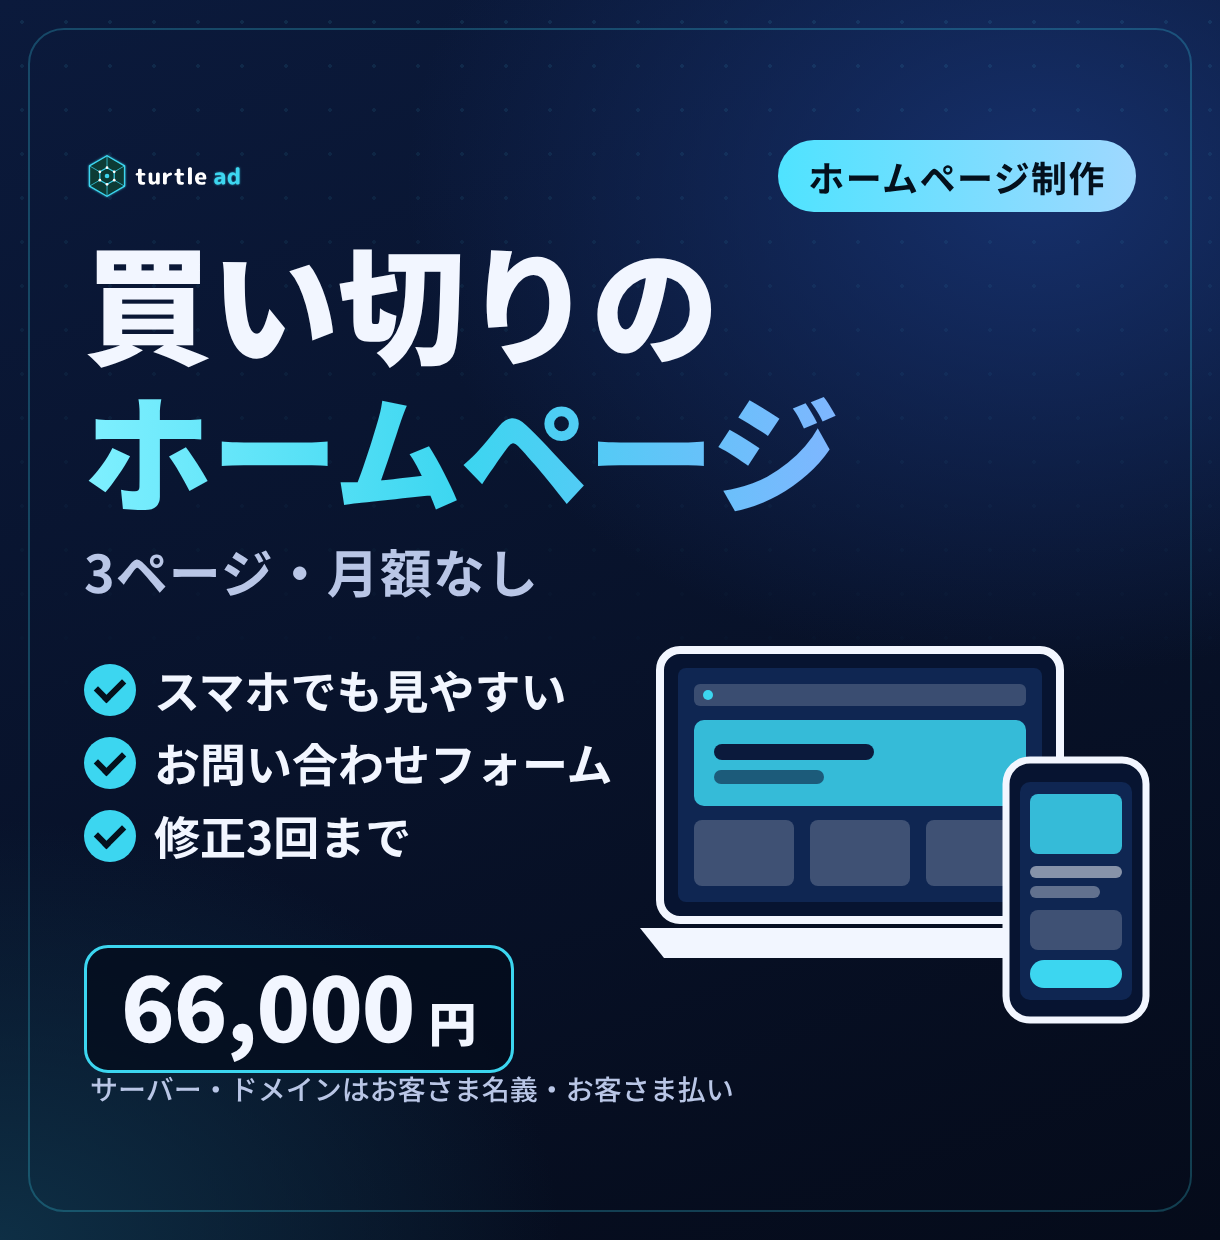 turtle ad
ホームページ制作
買い切りの
ホームページ
3ページ・月額なし
スマホでも見やすい
お問い合わせフォーム
修正3回まで
66,000 円
サーバー・ドメインはお客さま名義・お客さま払い